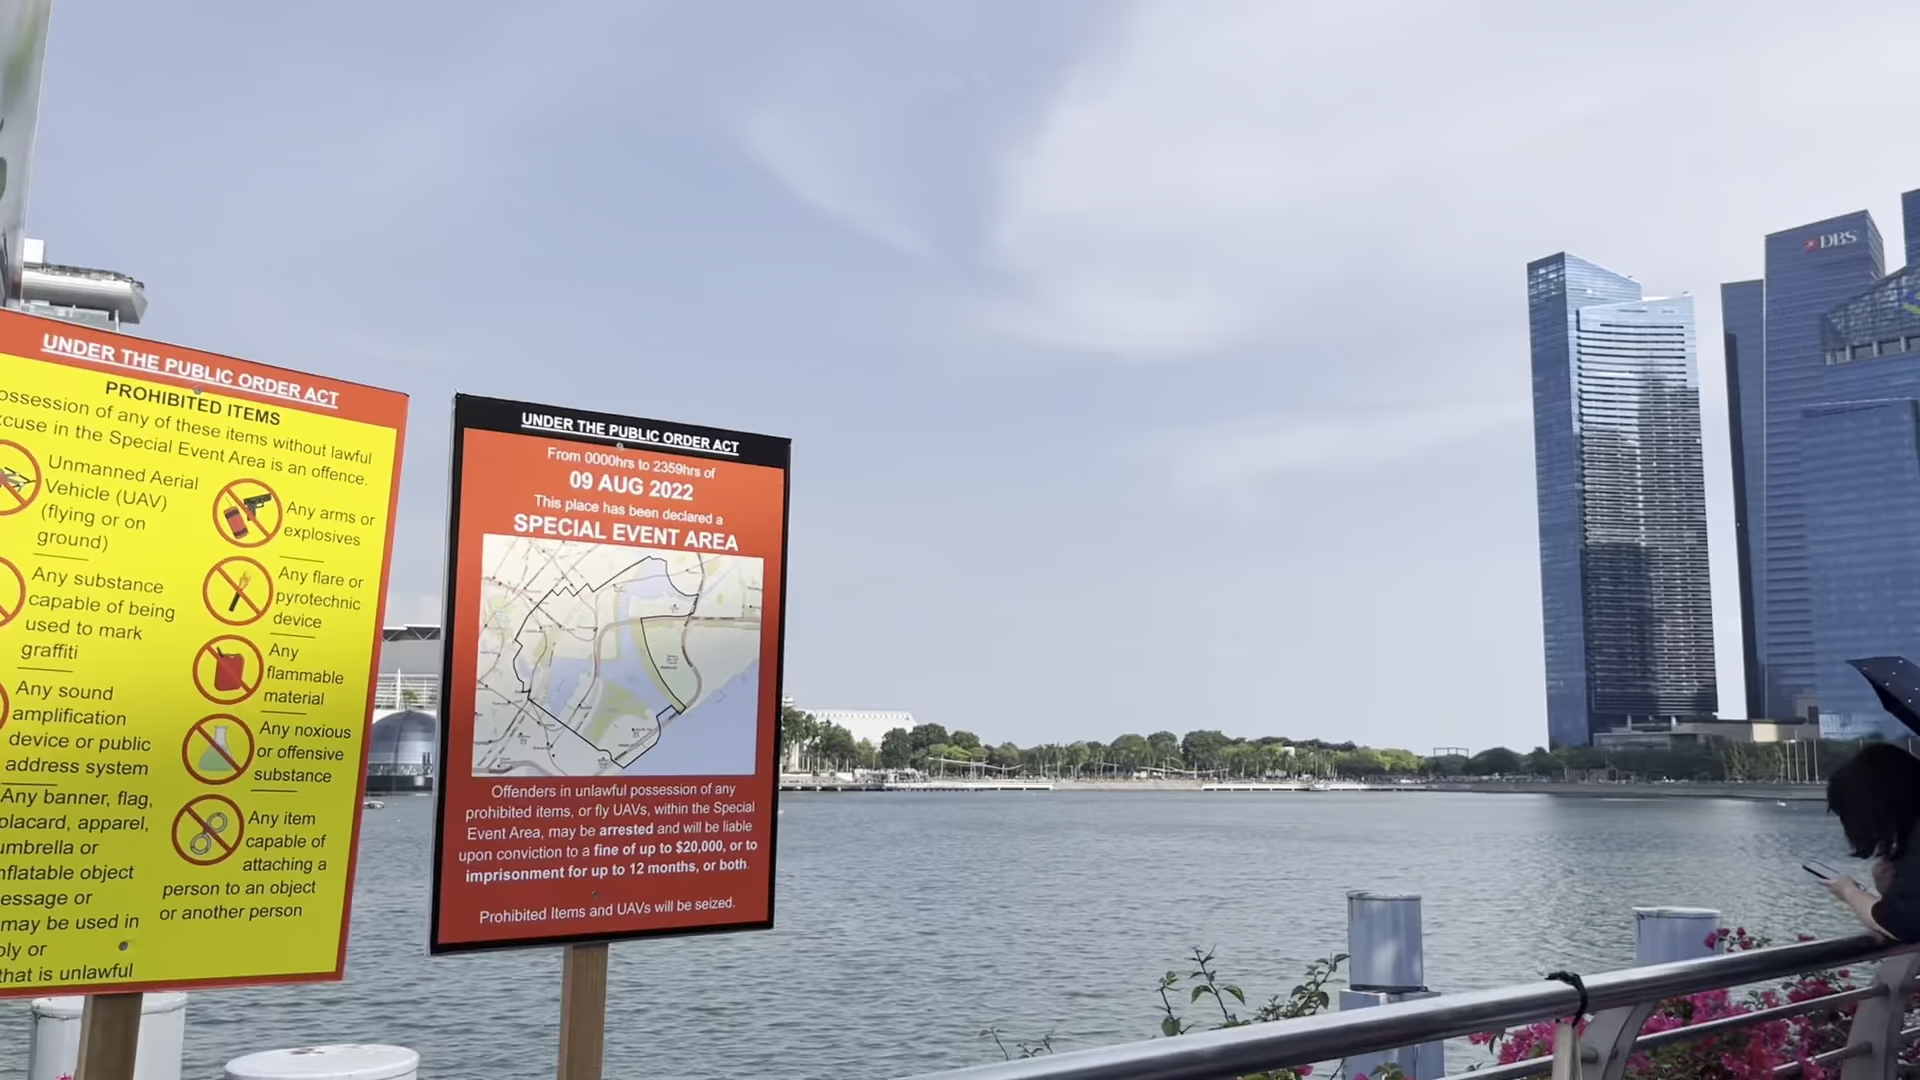 UNDER THE PUBLIC ORDER ACT
PROHIBITED ITEMS
ossession of any of these items without lawful
xcuse in the Special Event Area is an offence.
Unmanned Aerial
Vehicle (UAV)
(flying or on
ground)
Any substance
capable of being
used to mark
graffiti
Any sound
amplification
device or public
address system
Any banner, flag,
placard, apparel,
umbrella or
nflatable object
essage or
may be used in
bly or
that is unlawful
Any arms or
explosives
Any flare or
pyrotechnic
device
Any
flammable
material
Any noxious
or offensive
substance
Any item
capable of
attaching a
person to an object
or another person
UNDER THE PUBLIC ORDER ACT
From 0000hrs to 2359hrs of
09 AUG 2022
This place has been declared a
SPECIAL EVENT AREA
Offenders in unlawful possession of any
prohibited items, or fly UAVs, within the Special
Event Area, may be arrested and will be liable
upon conviction to a fine of up to $20,000, or to
imprisonment for up to 12 months, or both.
Prohibited Items and UAVs will be seized.
DBS